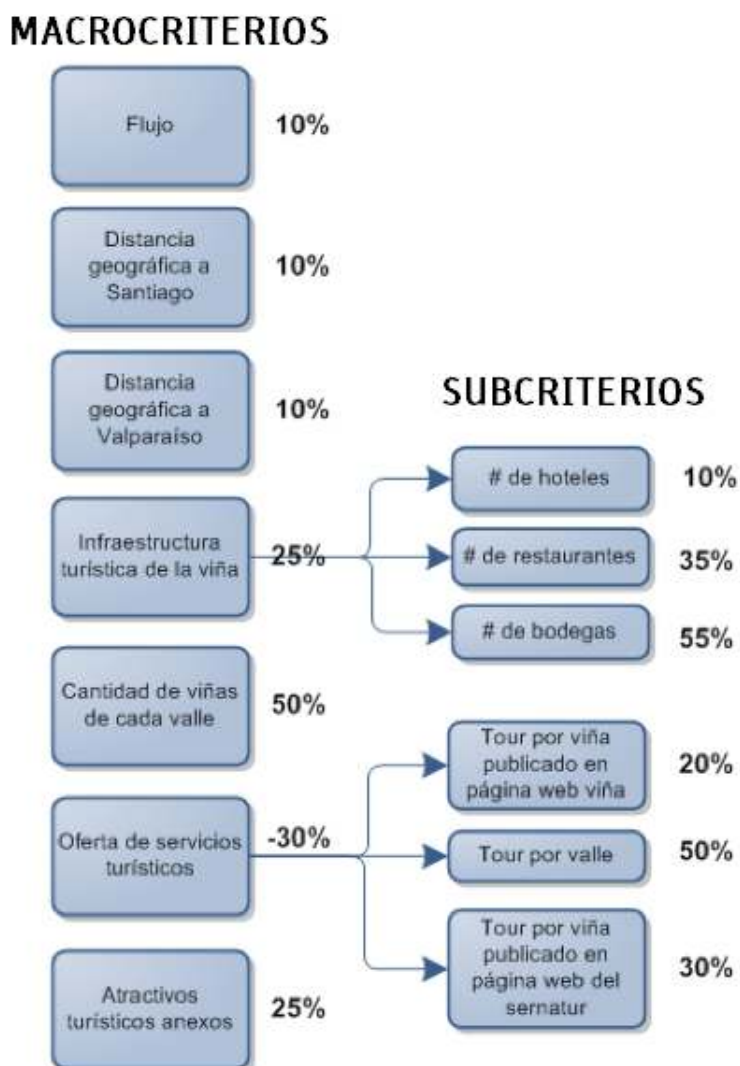 MACROCRITERIOS
Flujo
10%
Distancia
geográfica a
Santiago
10%
Distancia
geográfica a
Valparaíso
10%
Infraestructura
turística de la viña
25%
Cantidad de viñas
de cada valle
50%
Oferta de servicios
turísticos
-30%
Atractivos
turísticos anexos
25%
SUBCRITERIOS
# de hoteles
10%
# de restaurantes
35%
# de bodegas
55%
Tour por viña
publicado en
página web viña
20%
Tour por valle
50%
Tour por viña
publicado en
página web del
sernatur
30%